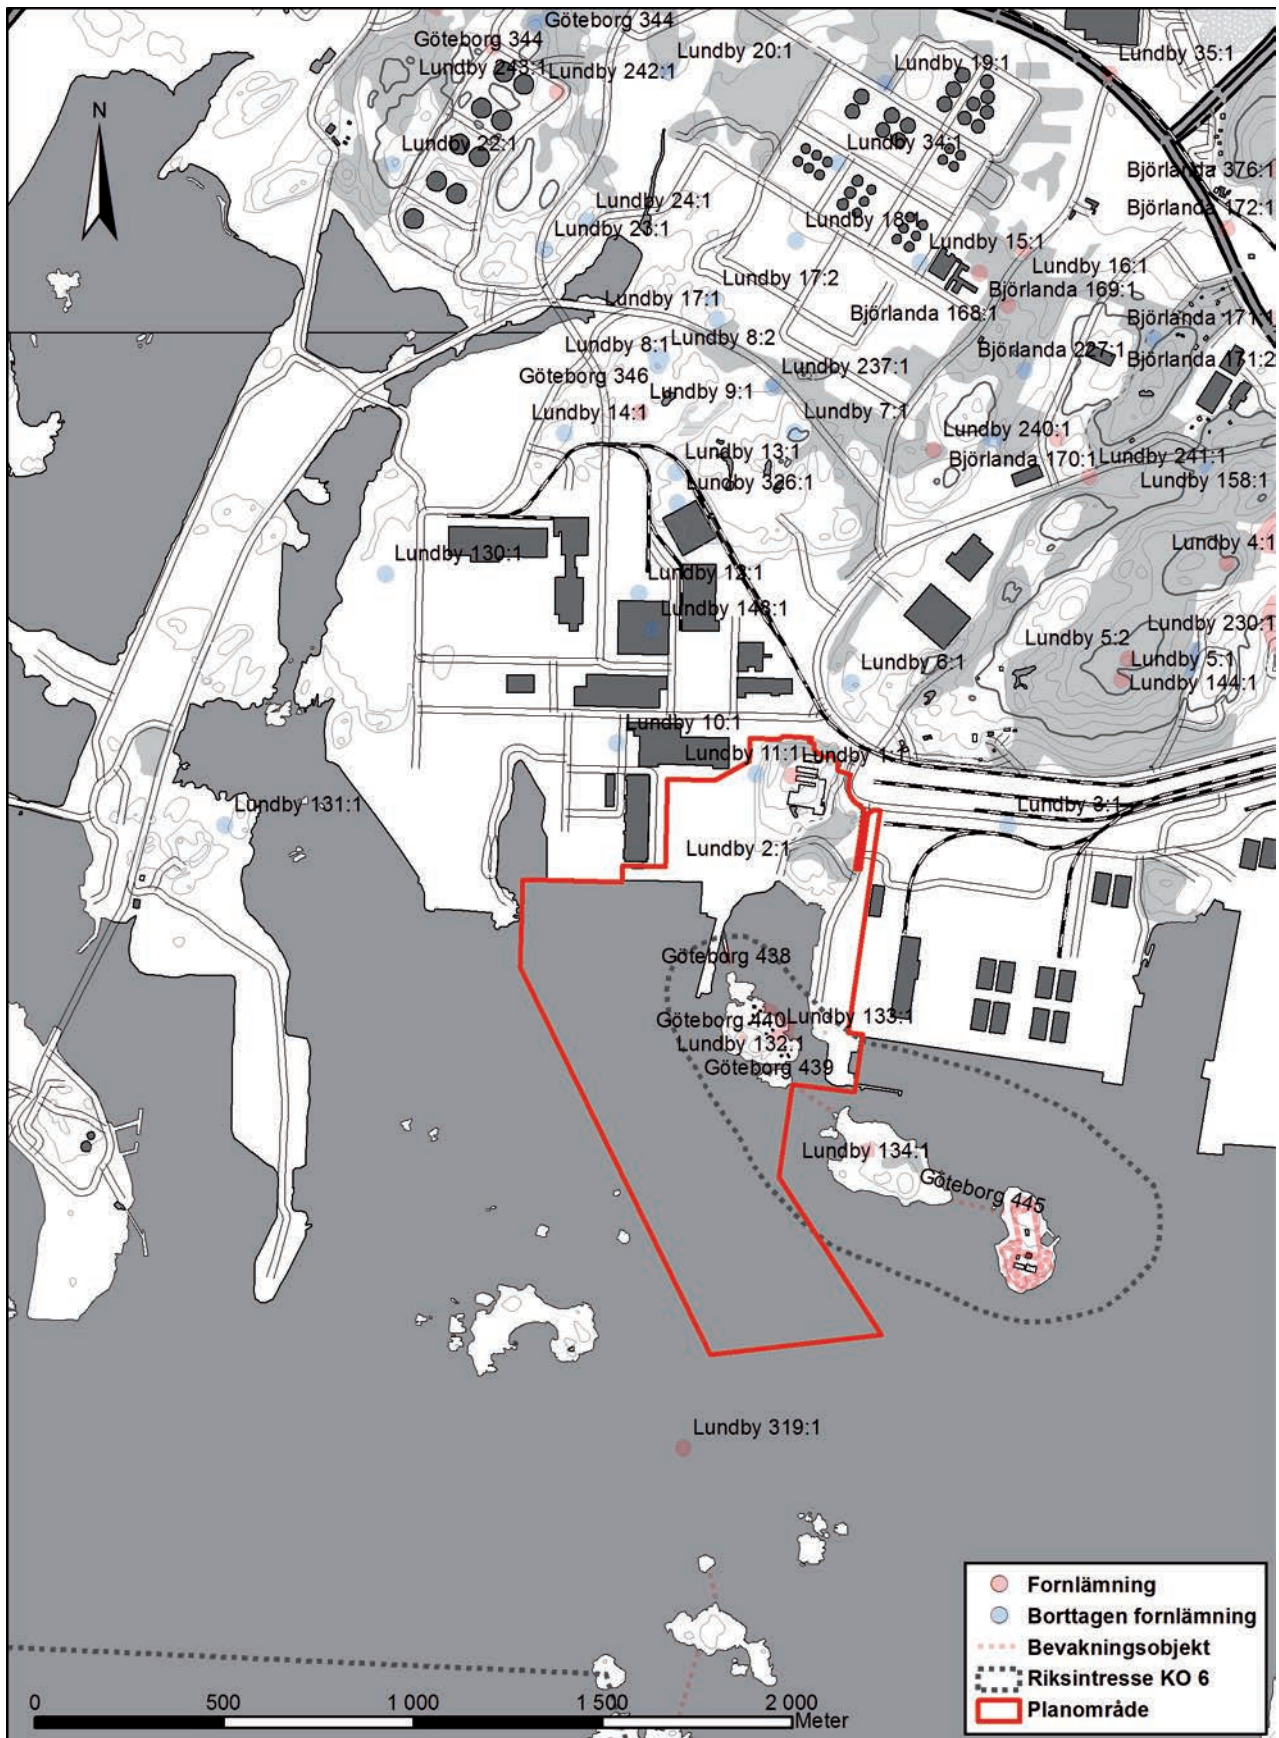 Göteborg 344
Göteborg 344
Lundby 20:1
Lundby 35:1
Lundby 243:1
Lundby 242:1
Lundby 19:1
N
Lundby 22:1
Lundby 34:1
Björlanda 376:1
Lundby 24:1
Björlanda 172:1
Lundby 23:1
Lundby 18:1
Lundby 15:1
Lundby 16:1
Lundby 17:2
Björlanda 169:1
Lundby 17:1
Björlanda 168:1
Björlanda 171:1
Lundby 8:1
Lundby 8:2
Björlanda 227:1
Björlanda 171:2
Göteborg 346
Lundby 237:1
Lundby 9:1
Lundby 14:1
Lundby 7:1
Lundby 240:1
Lundby 13:1
Björlanda 170:1
Lundby 241:1
Lundby 326:1
Lundby 158:1
Lundby 4:1
Lundby 130:1
Lundby 12:1
Lundby 148:1
Lundby 230:1
Lundby 5:2
Lundby 6:1
Lundby 5:1
Lundby 144:1
Lundby 10:1
Lundby 11:1
Lundby 1:1
Lundby 131:1
Lundby 3:1
Lundby 2:1
Göteborg 438
Göteborg 440
Lundby 133:1
Lundby 132:1
Göteborg 439
Lundby 134:1
Göteborg 445
Lundby 319:1
Fornlämning
Borttagen fornlämning
Bevakningsobjekt
Riksintresse KO 6
Planområde
0 500 1 000 1 500 2 000
Meter